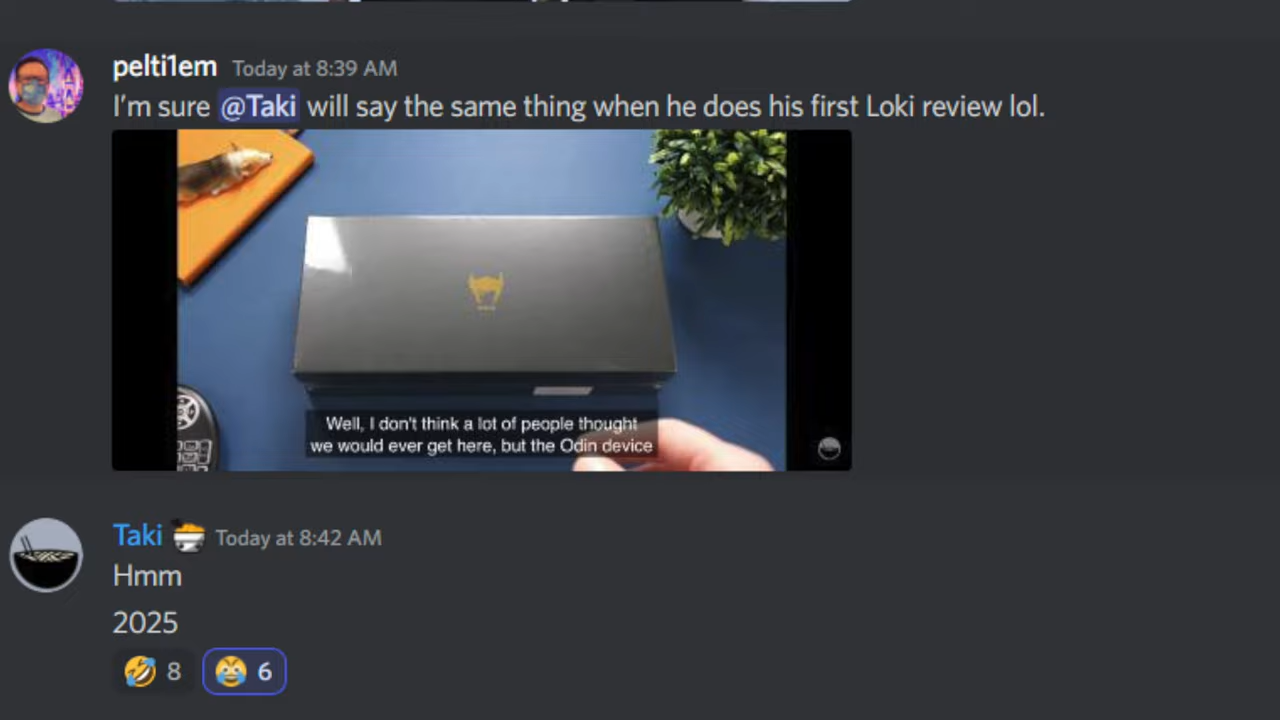 pelti1em Today at 8:39 AM
I'm sure @Taki will say the same thing when he does his first Loki review lol.
Well, I don't think a lot of people thought
we would ever get here, but the Odin device
Taki Today at 8:42 AM
Hmm
2025
8 6